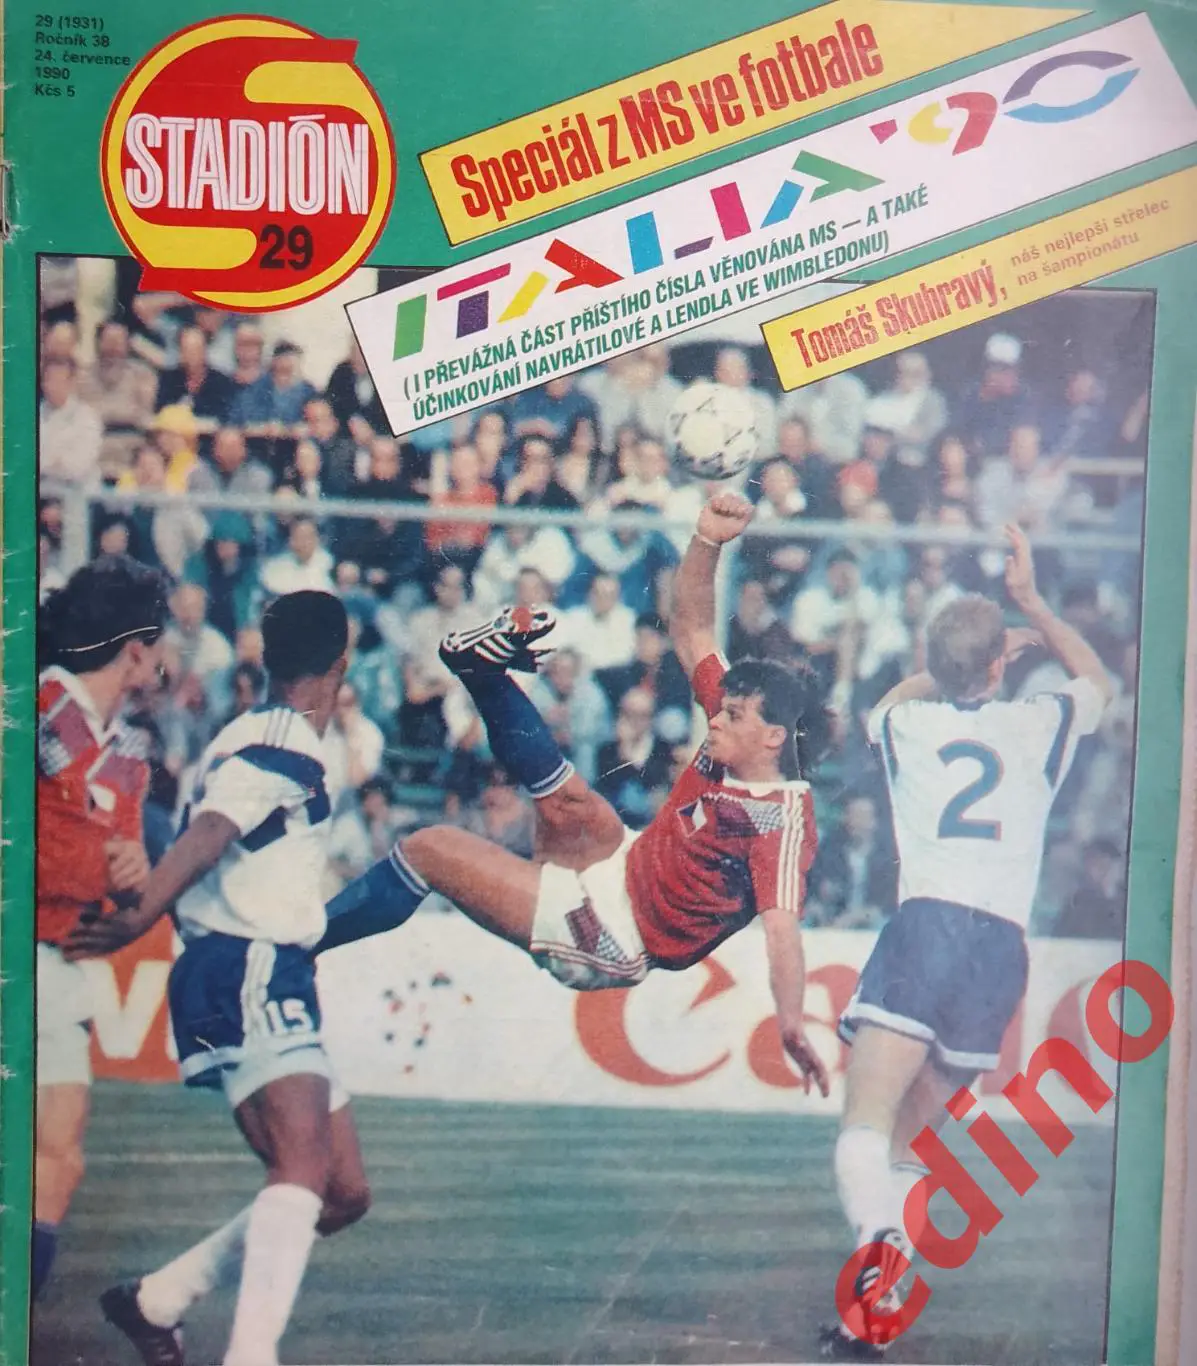 29 (1931)
Ročník 38
24. července
1990
Kčs 5
STADIÓN
29
Speciál z MS ve fotbale
ITALIA '90
( I PŘEVÁŽNÁ ČÁST PŘÍŠTÍHO ČÍSLA VĚNOVÁNA MS — A TAKÉ
ÚČINKOVÁNÍ NAVRÁTILOVÉ A LENDLA VE WIMBLEDONU)
Tomáš Skuhravý,
náš nejlepší střelec
na šampionátu
2
15
edino